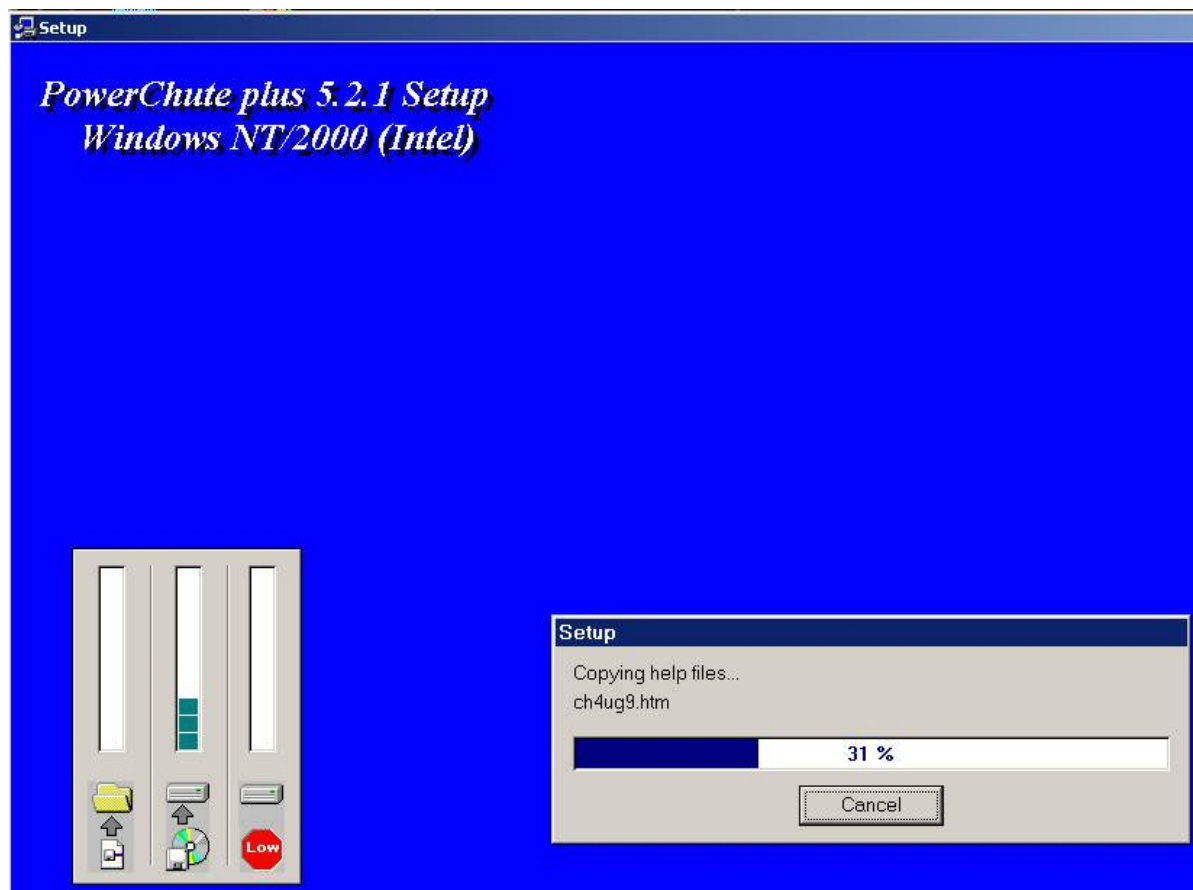 Setup
PowerChute plus 5.2.1 Setup
Windows NT/2000 (Intel)
Setup
Copying help files...
ch4ug9.htm
31 %
Cancel
Low